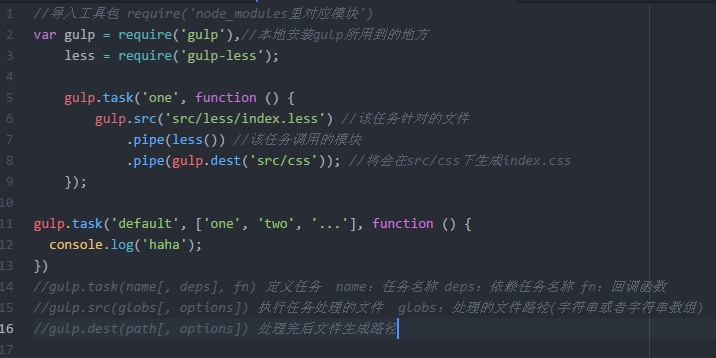 1 //导入工具包 require('node_modules里对应模块')
2 var gulp = require('gulp'),//本地安装gulp所用到的地方
3     less = require('gulp-less');
4
5     gulp.task('one', function () {
6         gulp.src('src/less/index.less') //该任务针对的文件
7             .pipe(less()) //该任务调用的模块
8             .pipe(gulp.dest('src/css')); //将会在src/css下生成index.css
9     });
10
11 gulp.task('default', ['one', 'two', '...'], function () {
12   console.log('haha');
13 })
14 //gulp.task(name[, deps], fn) 定义任务  name：任务名称 deps：依赖任务名称 fn：回调函数
15 //gulp.src(globs[, options]) 执行任务处理的文件  globs：处理的文件路径(字符串或者字符串数组)
16 //gulp.dest(path[, options]) 处理完后文件生成路径
17